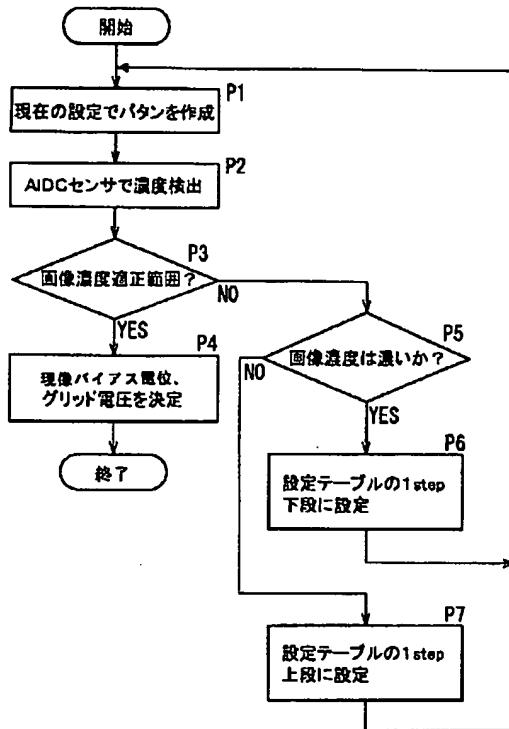 開始
現在の設定でパタンを作成
P1
AIDCセンサで濃度検出
P2
画像濃度適正範囲？
P3
NO
YES
現像バイアス電位、
グリッド電圧を決定
P4
終了
画像濃度は濃いか？
P5
NO
YES
設定テーブルの1step
下段に設定
P6
設定テーブルの1step
上段に設定
P7